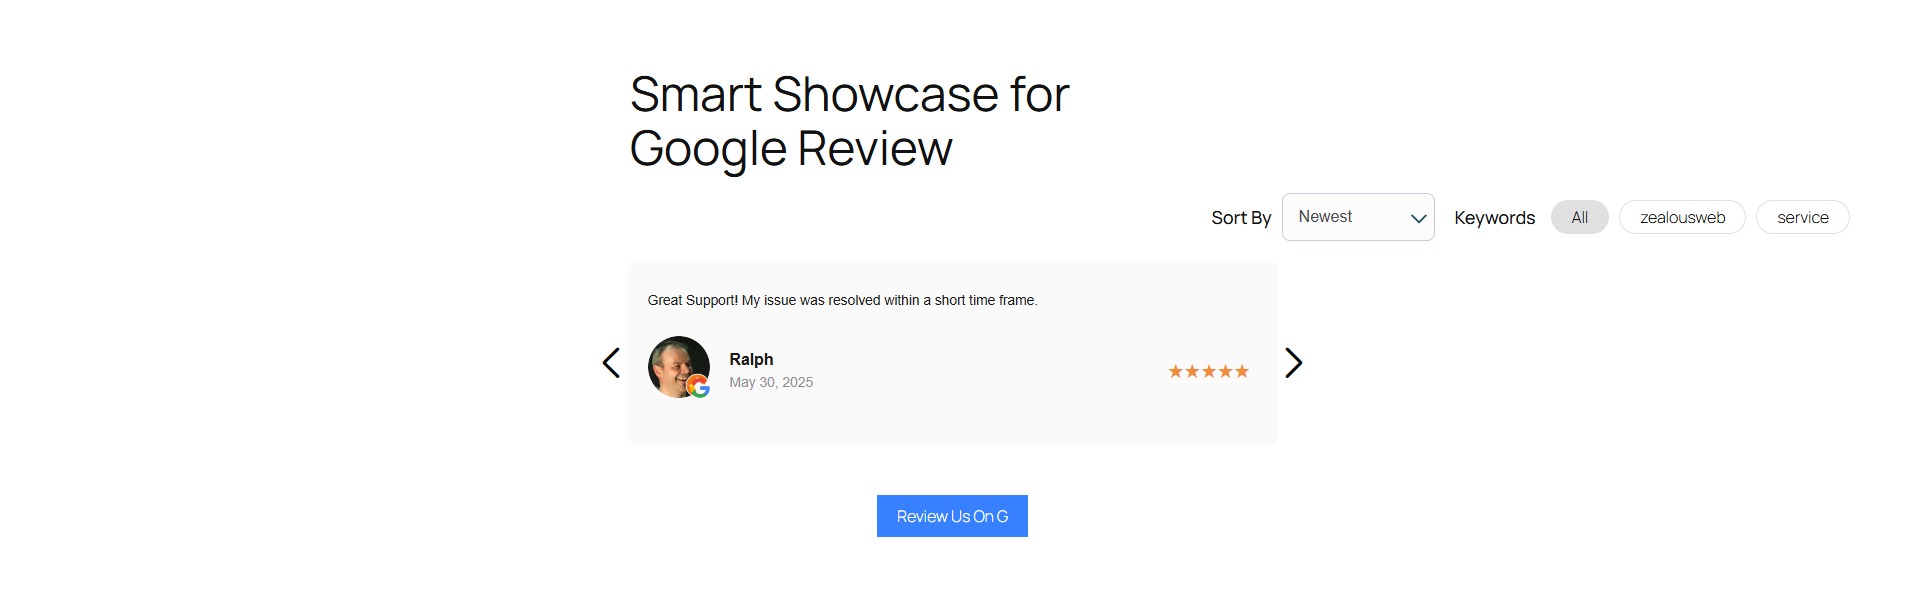 Smart Showcase for
Google Review
Sort By Newest Keywords All zealousweb service
Great Support! My issue was resolved within a short time frame.
Ralph
May 30, 2025
Review Us On G